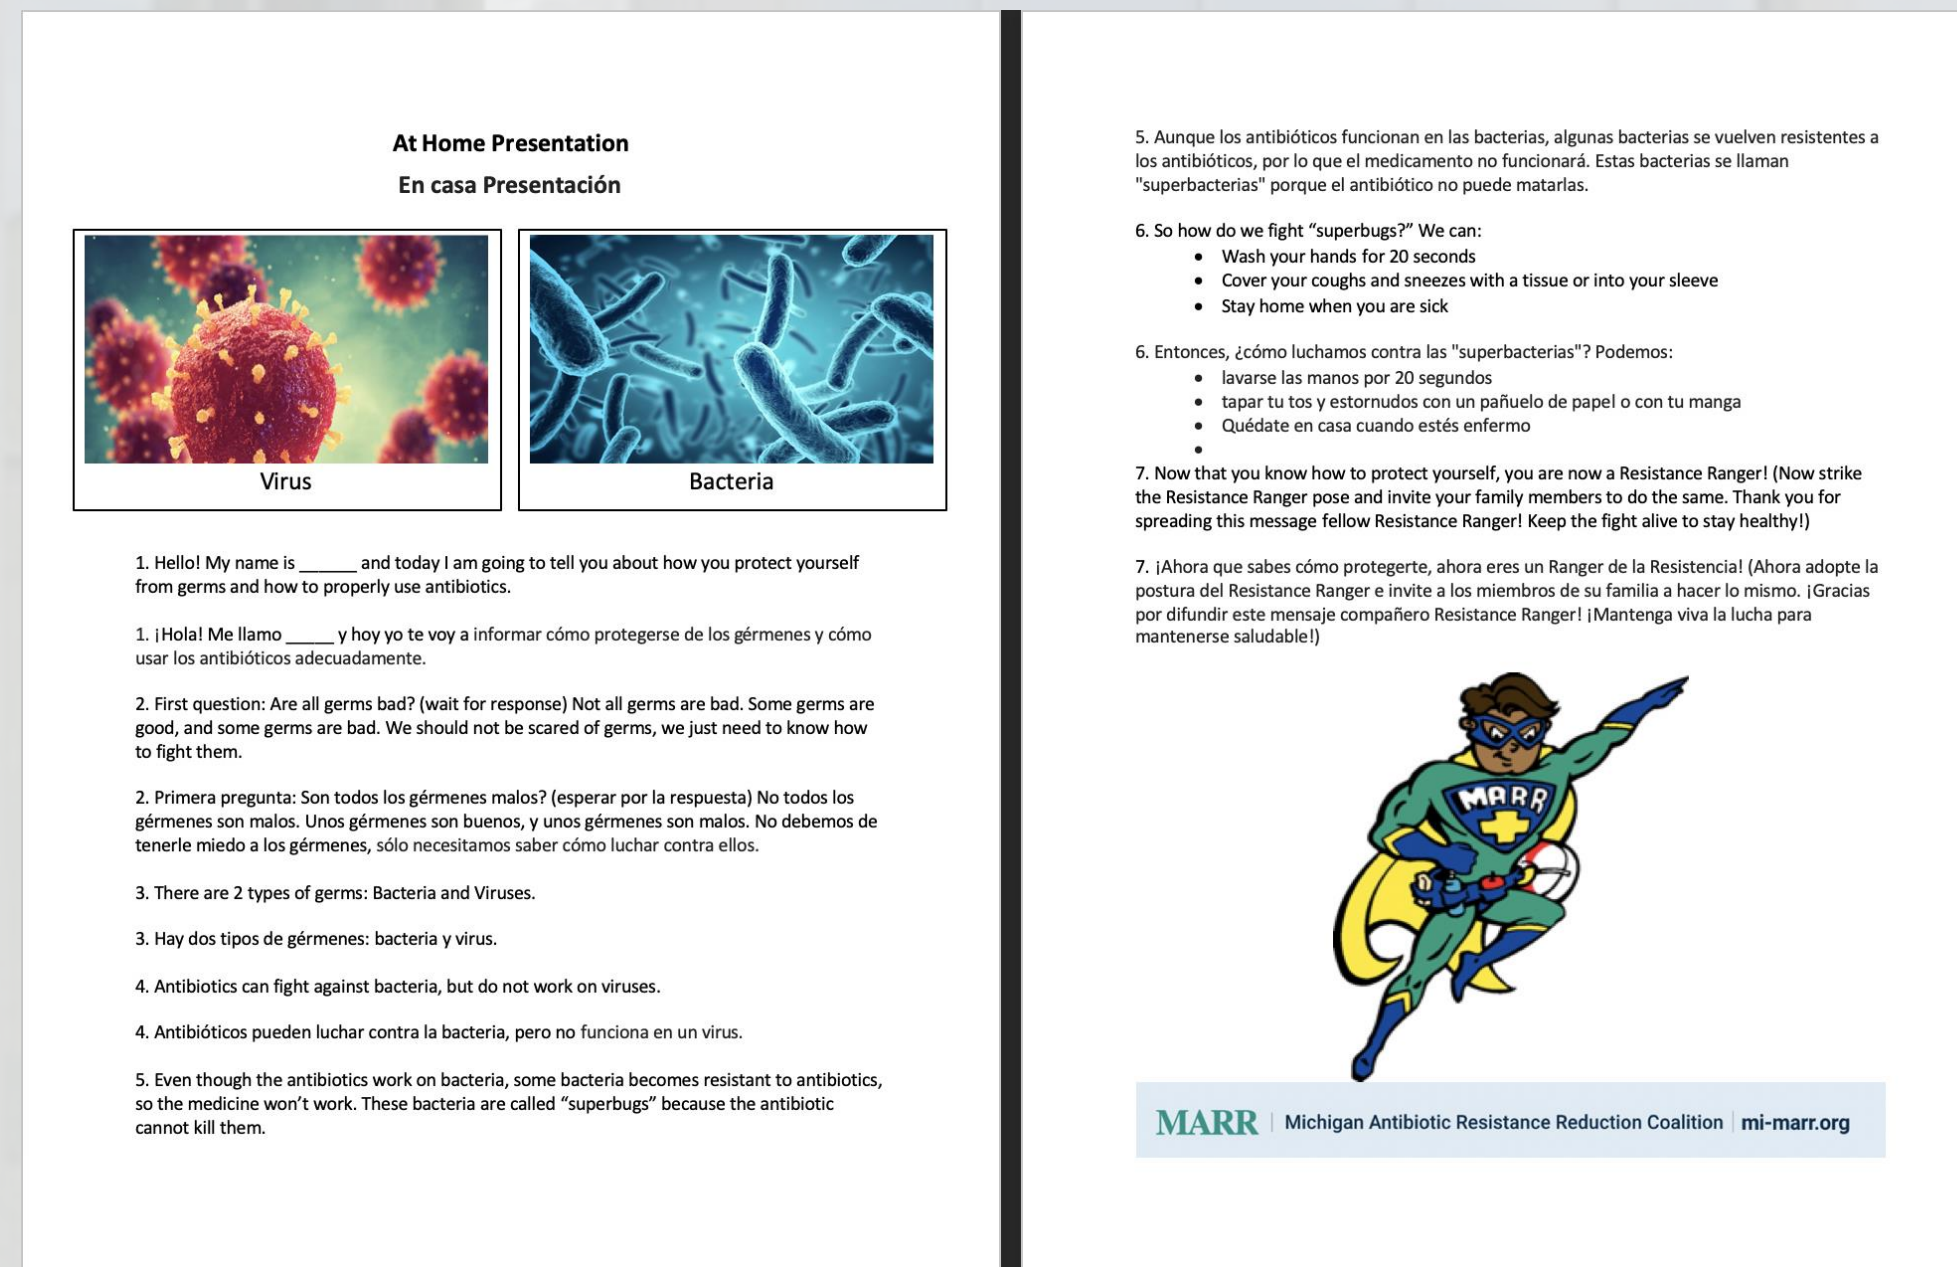 At Home Presentation
En casa Presentación
Virus
Bacteria
1. Hello! My name is ______ and today I am going to tell you about how you protect yourself
from germs and how to properly use antibiotics.
1. ¡Hola! Me llamo _____ y hoy yo te voy a informar cómo protegerse de los gérmenes y cómo
usar los antibióticos adecuadamente.
2. First question: Are all germs bad? (wait for response) Not all germs are bad. Some germs are
good, and some germs are bad. We should not be scared of germs, we just need to know how
to fight them.
2. Primera pregunta: Son todos los gérmenes malos? (esperar por la respuesta) No todos los
gérmenes son malos. Unos gérmenes son buenos, y unos gérmenes son malos. No debemos de
tenerle miedo a los gérmenes, sólo necesitamos saber cómo luchar contra ellos.
3. There are 2 types of germs: Bacteria and Viruses.
3. Hay dos tipos de gérmenes: bacteria y virus.
4. Antibiotics can fight against bacteria, but do not work on viruses.
4. Antibióticos pueden luchar contra la bacteria, pero no funciona en un virus.
5. Even though the antibiotics work on bacteria, some bacteria becomes resistant to antibiotics,
so the medicine won’t work. These bacteria are called “superbugs” because the antibiotic
cannot kill them.
5. Aunque los antibióticos funcionan en las bacterias, algunas bacterias se vuelven resistentes a
los antibióticos, por lo que el medicamento no funcionará. Estas bacterias se llaman
"superbacterias" porque el antibiótico no puede matarlas.
6. So how do we fight “superbugs?” We can:
• Wash your hands for 20 seconds
• Cover your coughs and sneezes with a tissue or into your sleeve
• Stay home when you are sick
6. Entonces, ¿cómo luchamos contra las "superbacterias"? Podemos:
• lavarse las manos por 20 segundos
• tapar tu tos y estornudos con un pañuelo de papel o con tu manga
• Quédate en casa cuando estés enfermo
•
7. Now that you know how to protect yourself, you are now a Resistance Ranger! (Now strike
the Resistance Ranger pose and invite your family members to do the same. Thank you for
spreading this message fellow Resistance Ranger! Keep the fight alive to stay healthy!)
7. ¡Ahora que sabes cómo protegerte, ahora eres un Ranger de la Resistencia! (Ahora adopte la
postura del Resistance Ranger e invite a los miembros de su familia a hacer lo mismo. ¡Gracias
por difundir este mensaje compañero Resistance Ranger! ¡Mantenga viva la lucha para
mantenerse saludable!)
MARR
MARR | Michigan Antibiotic Resistance Reduction Coalition | mi-marr.org